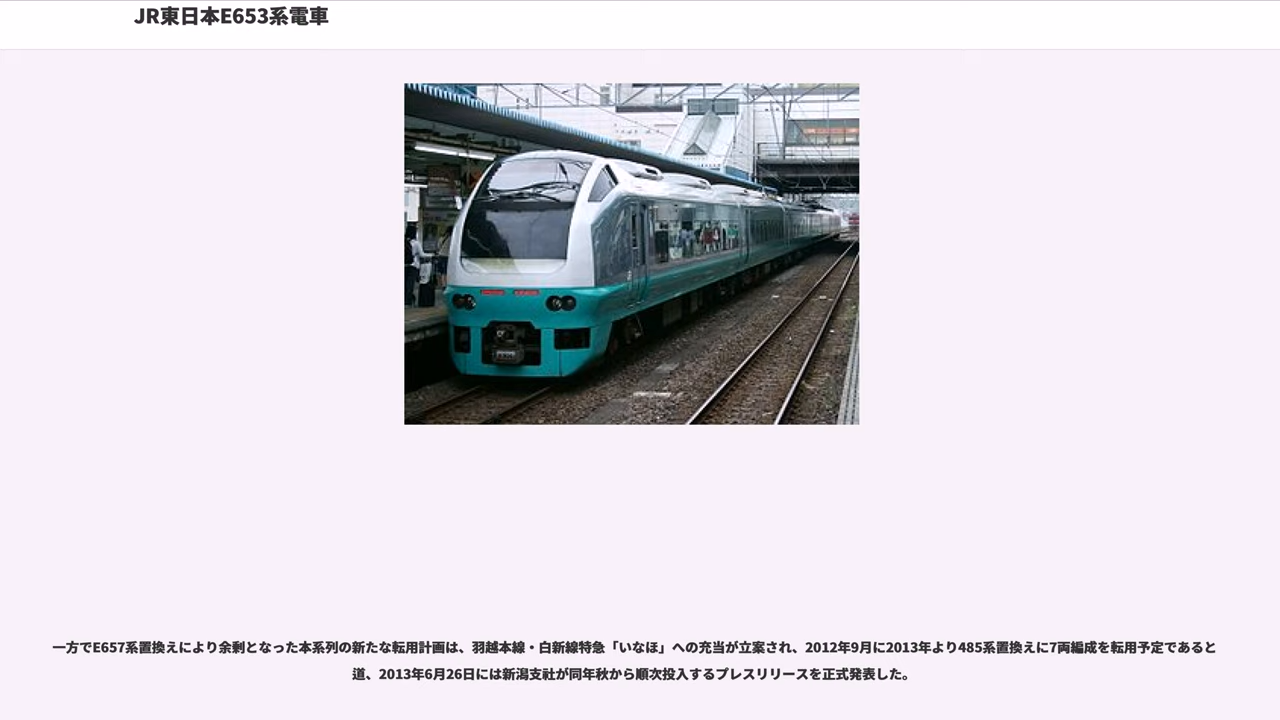 JR東日本E653系電車
一方でE657系置換えにより余剰となった本系列の新たな転用計画は、羽越本線・白新線特急「いなほ」への充当が立案され、2012年9月に2013年より485系置換えに7両編成を転用予定であると
道、2013年6月26日には新潟支社が同年秋から順次投入するプレスリリースを正式発表した。